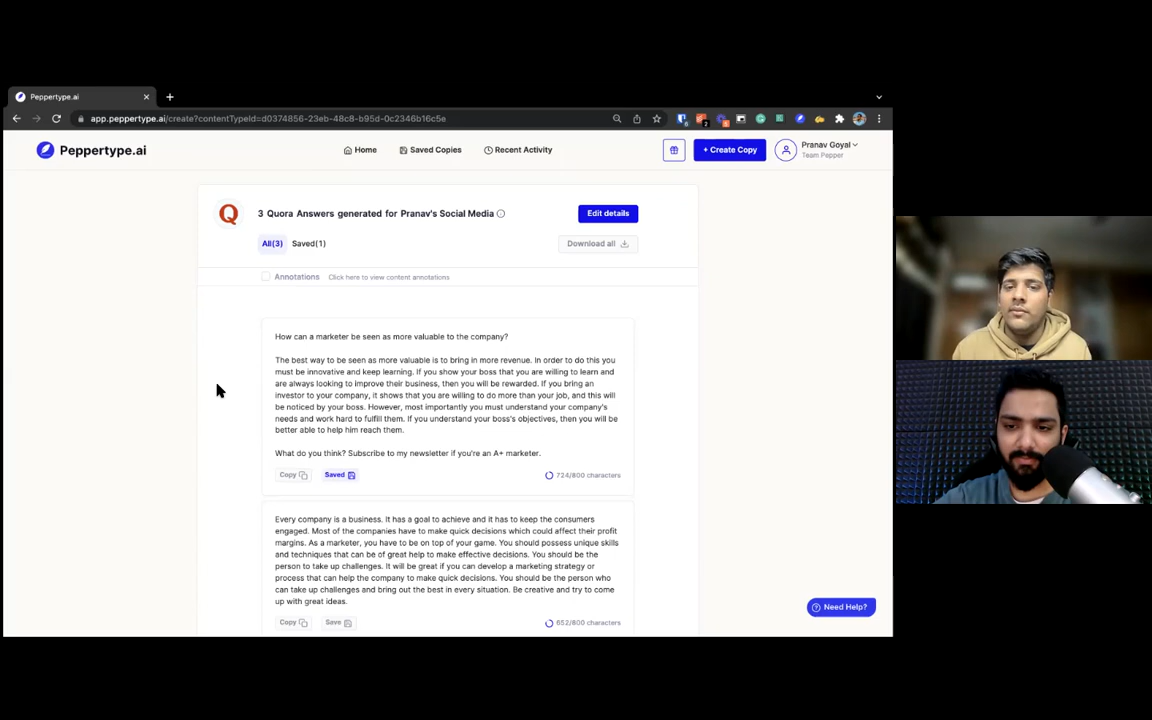 Peppertype.ai
app.peppertype.ai/create?contentTypeId=d0374856-23eb-48c8-b95d-0c2346b16c5e
Peppertype.ai
Home
Saved Copies
Recent Activity
+ Create Copy
Pranav Goyal
Team Pepper
3 Quora Answers generated for Pranav's Social Media
Edit details
All(3)
Saved(1)
Download all
Annotations
Click here to view content annotations
How can a marketer be seen as more valuable to the company?
The best way to be seen as more valuable is to bring in more revenue. In order to do this you
must be innovative and keep learning. If you show your boss that you are willing to learn and
are always looking to improve their business, then you will be rewarded. If you bring an
investor to your company, it shows that you are willing to do more than your job, and this will
be noticed by your boss. However, most importantly you must understand your company's
needs and work hard to fulfill them. If you understand your boss's objectives, then you will be
better able to help him reach them.
What do you think? Subscribe to my newsletter if you're an A+ marketer.
Copy
Saved
724/800 characters
Every company is a business. It has a goal to achieve and it has to keep the consumers
engaged. Most of the companies have to make quick decisions which could affect their profit
margins. As a marketer, you have to be on top of your game. You should possess unique skills
and techniques that can be of great help to make effective decisions. You should be the
person to take up challenges. It will be great if you can develop a marketing strategy or
process that can help the company to make quick decisions. You should be the person who
can take up challenges and bring out the best in every situation. Be creative and try to come
up with great ideas.
Copy
Save
652/800 characters
Need Help?